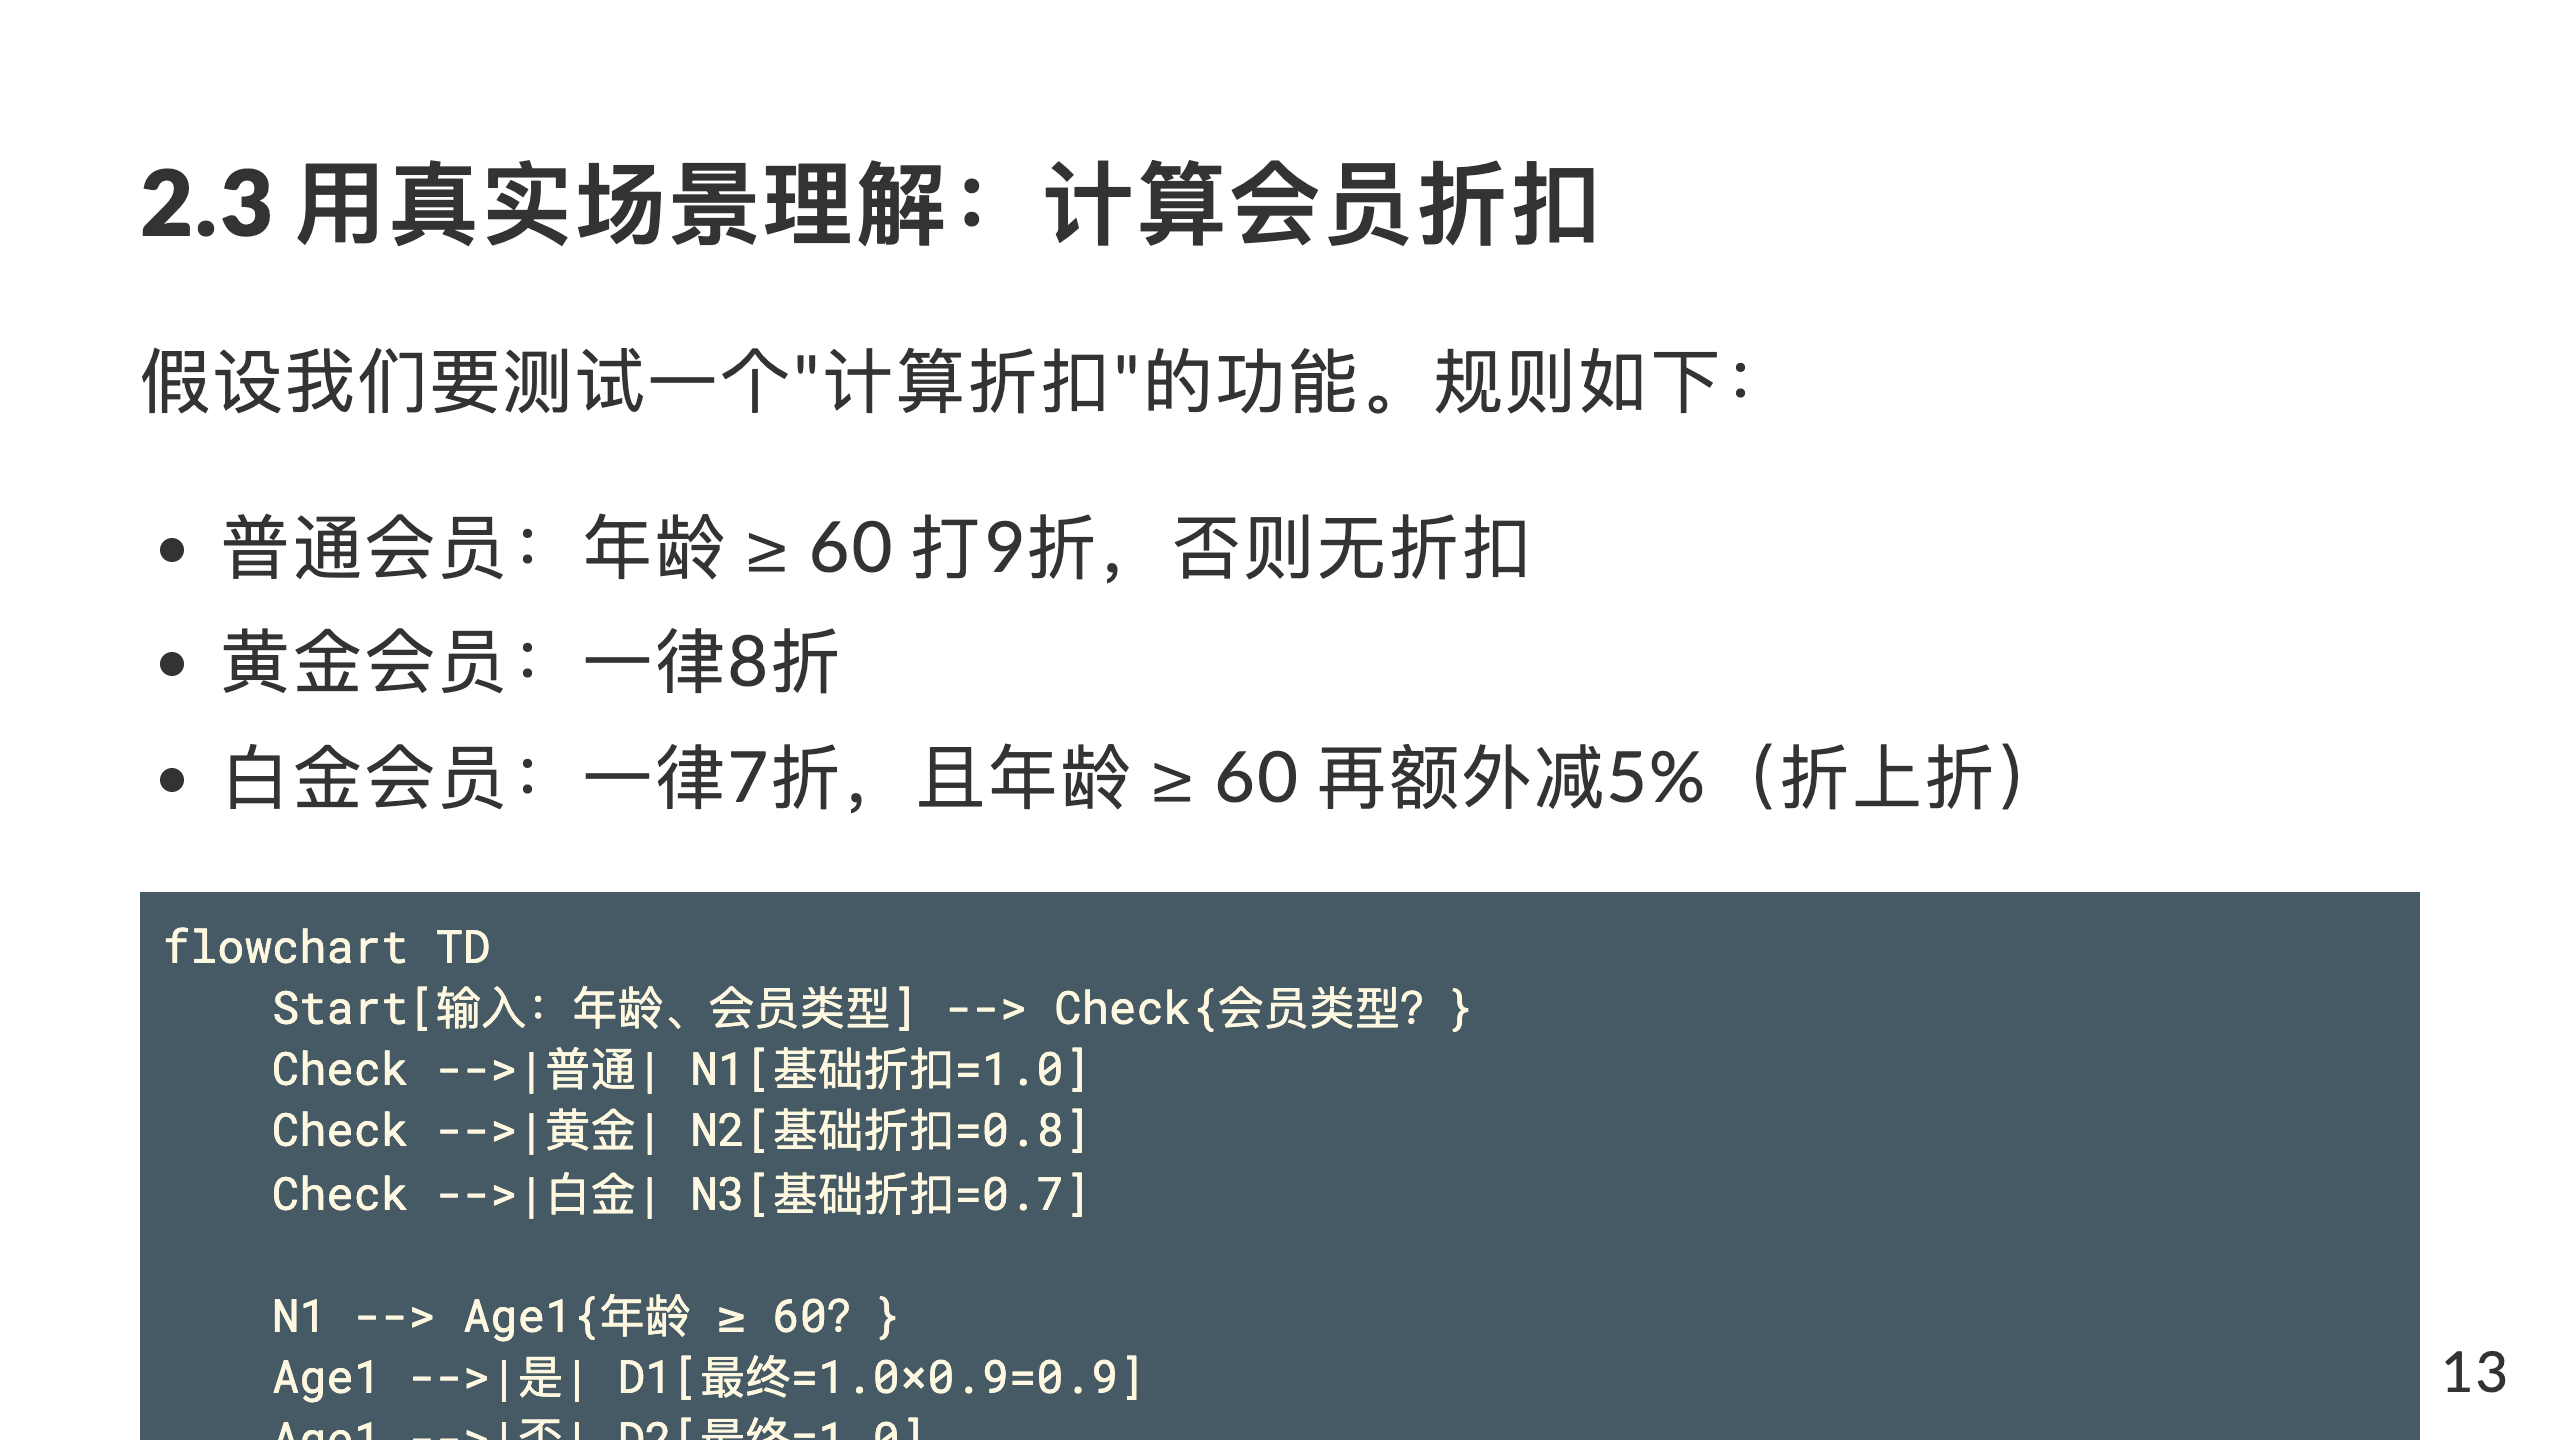 2.3 用真实场景理解：计算会员折扣
假设我们要测试一个"计算折扣"的功能。规则如下：
• 普通会员：年龄 ≥ 60 打9折，否则无折扣
• 黄金会员：一律8折
• 白金会员：一律7折，且年龄 ≥ 60 再额外减5%（折上折）
flowchart TD
    Start[输入：年龄、会员类型] --> Check{会员类型？}
    Check -->|普通| N1[基础折扣=1.0]
    Check -->|黄金| N2[基础折扣=0.8]
    Check -->|白金| N3[基础折扣=0.7]
    N1 --> Age1{年龄 ≥ 60？}
    Age1 -->|是| D1[最终=1.0×0.9=0.9]
    Age1 -->|否| D2[最终=1.0]
13